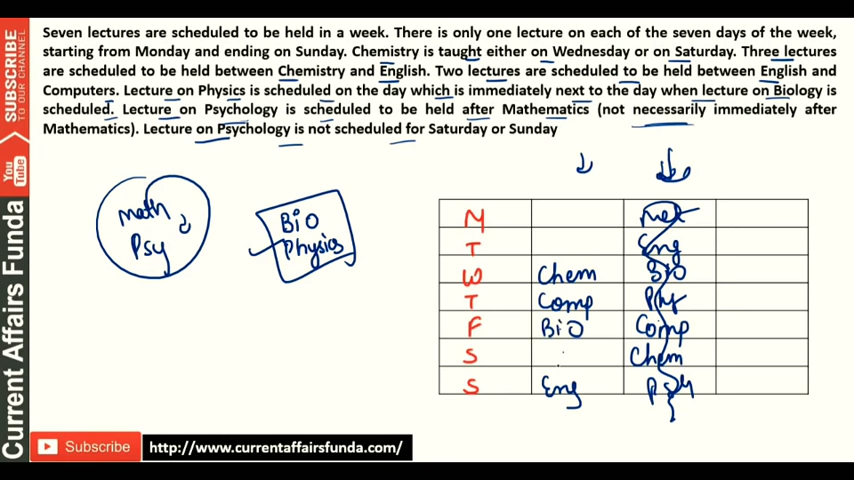 Seven lectures are scheduled to be held in a week. There is only one lecture on each of the seven days of the week,
starting from Monday and ending on Sunday. Chemistry is taught either on Wednesday or on Saturday. Three lectures
are scheduled to be held between Chemistry and English. Two lectures are scheduled to be held between English and
Computers. Lecture on Physics is scheduled on the day which is immediately next to the day when lecture on Biology is
scheduled. Lecture on Psychology is scheduled to be held after Mathematics (not necessarily immediately after
Mathematics). Lecture on Psychology is not scheduled for Saturday or Sunday
SUBSCRIBE
TO OUR CHANNEL
You Tube
Current Affairs Funda
Math
Psy
BiO
Physics
M
T Eng
W Chem BiO
T Comp Phy
F BiO Comp
S Chem
S Eng Psy
Subscribe
http://www.currentaffairsfunda.com/